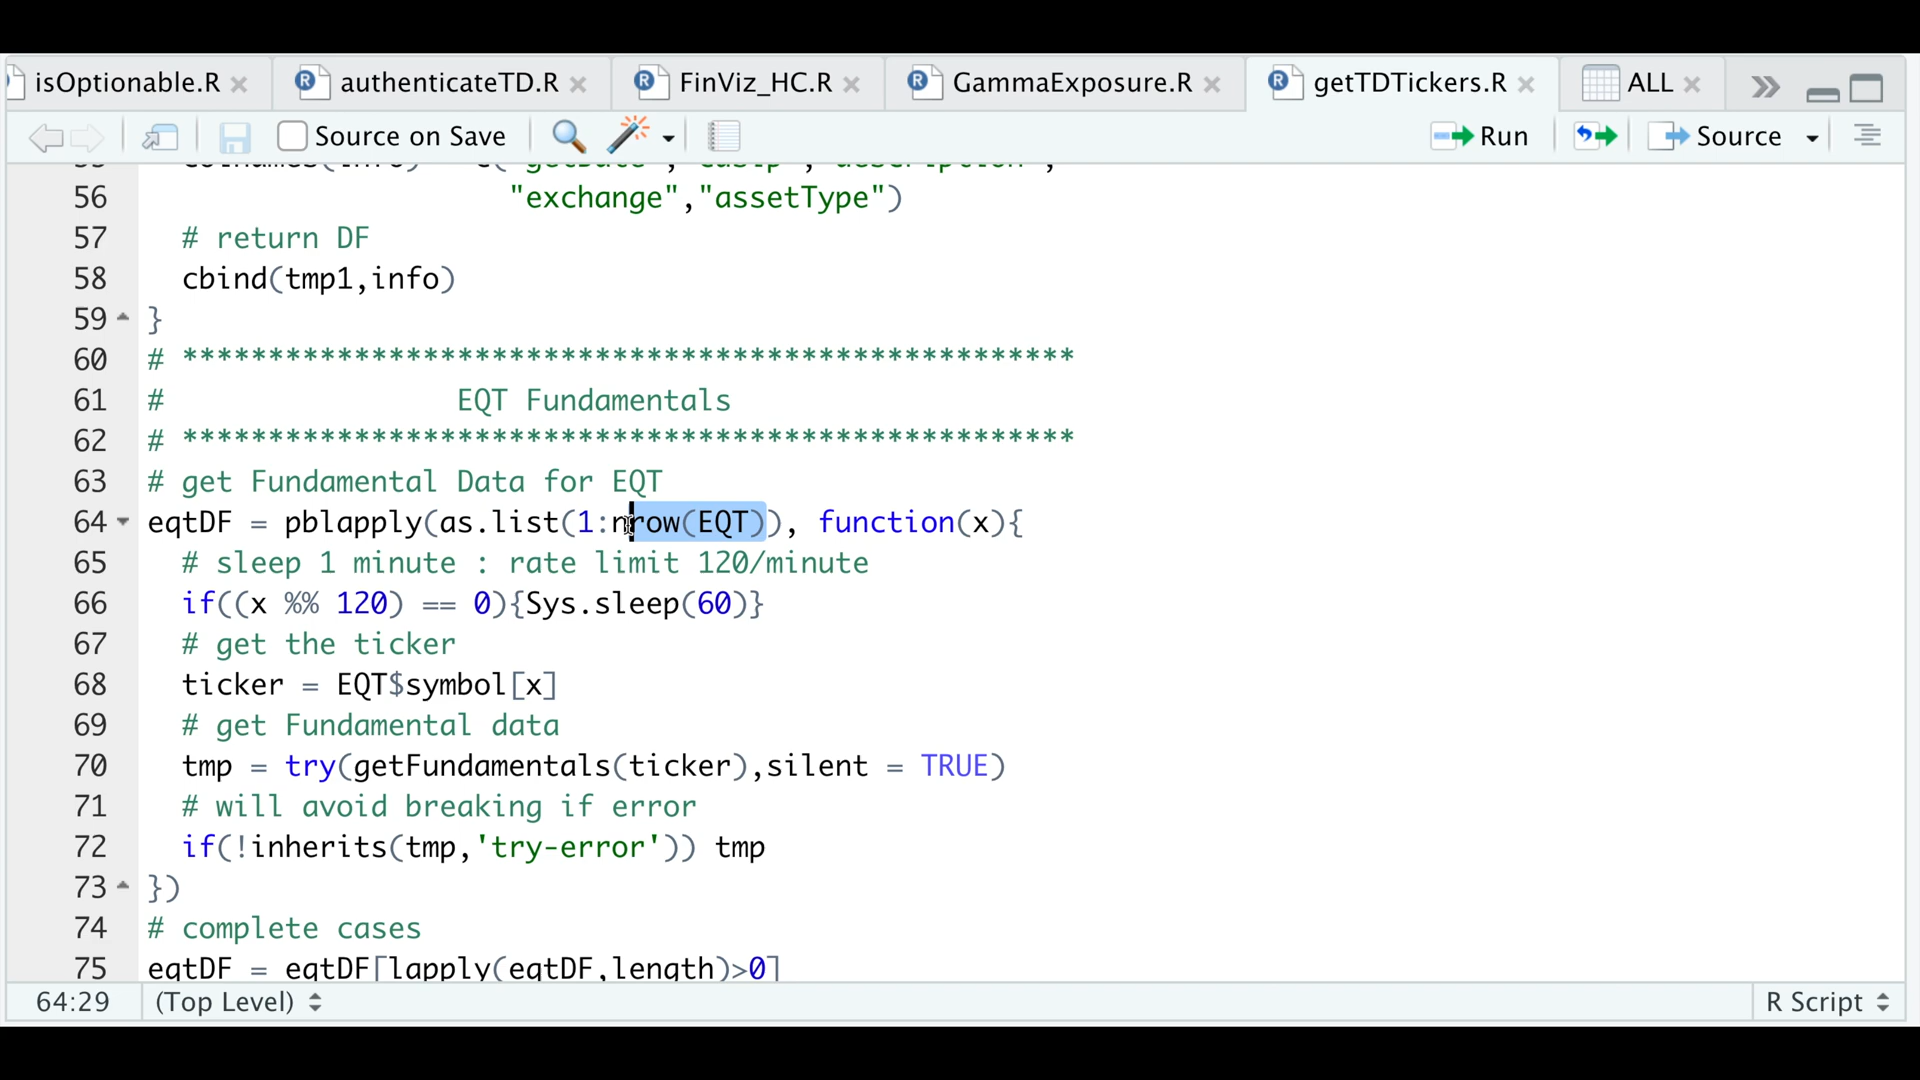 isOptionable.R
authenticateTD.R
FinViz_HC.R
GammaExposure.R
getTDTickers.R
ALL
Source on Save
Run
Source
56 "exchange","assetType")
57 # return DF
58 cbind(tmp1,info)
59 }
60 # ****************************************************
61 # EQT Fundamentals
62 # ****************************************************
63 # get Fundamental Data for EQT
64 eqtDF = pblapply(as.list(1:nrow(EQT)), function(x){
65 # sleep 1 minute : rate limit 120/minute
66 if((x %% 120) == 0){Sys.sleep(60)}
67 # get the ticker
68 ticker = EQT$symbol[x]
69 # get Fundamental data
70 tmp = try(getFundamentals(ticker),silent = TRUE)
71 # will avoid breaking if error
72 if(!inherits(tmp,'try-error')) tmp
73 })
74 # complete cases
75 eqtDF = eqtDF[lapply(eqtDF,length)>0]
64:29
(Top Level)
R Script